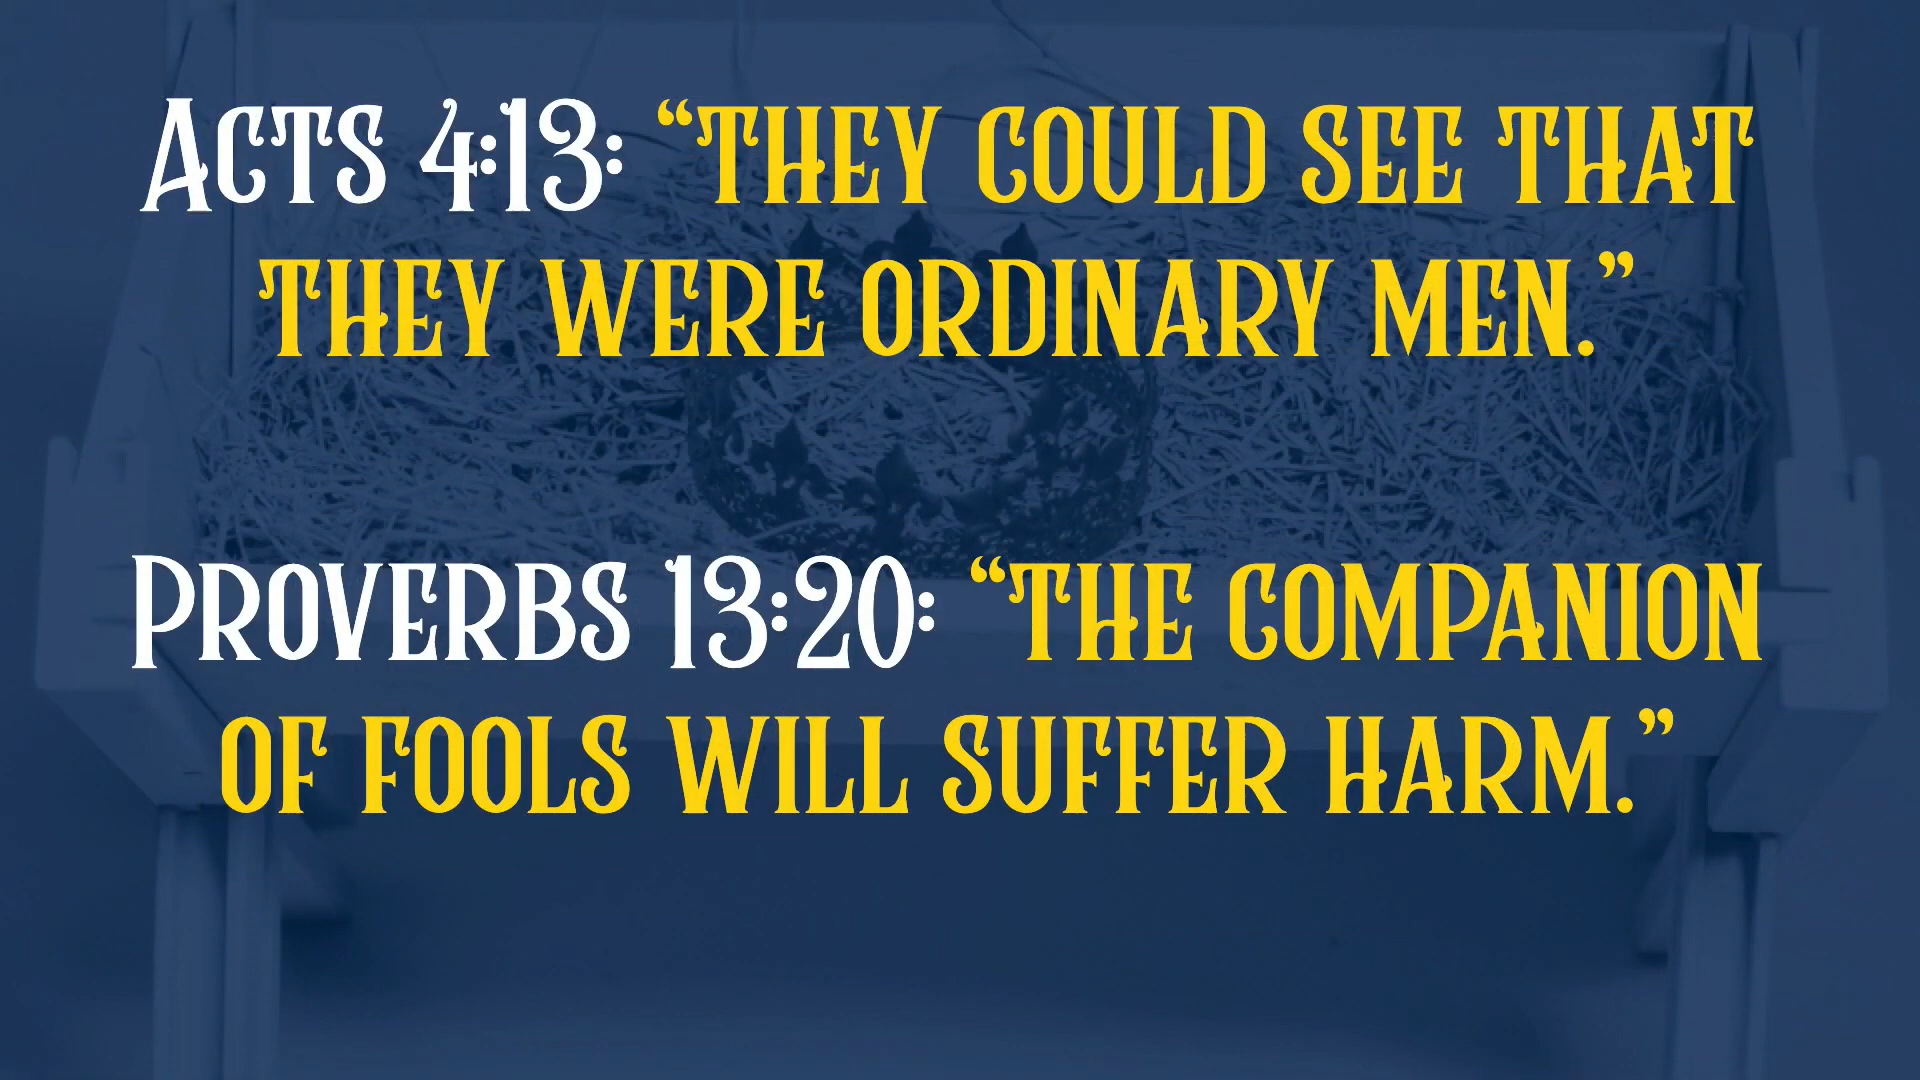 Acts 4:13: “They could see that
they were ordinary men.”
Proverbs 13:20: “The companion
of fools will suffer harm.”